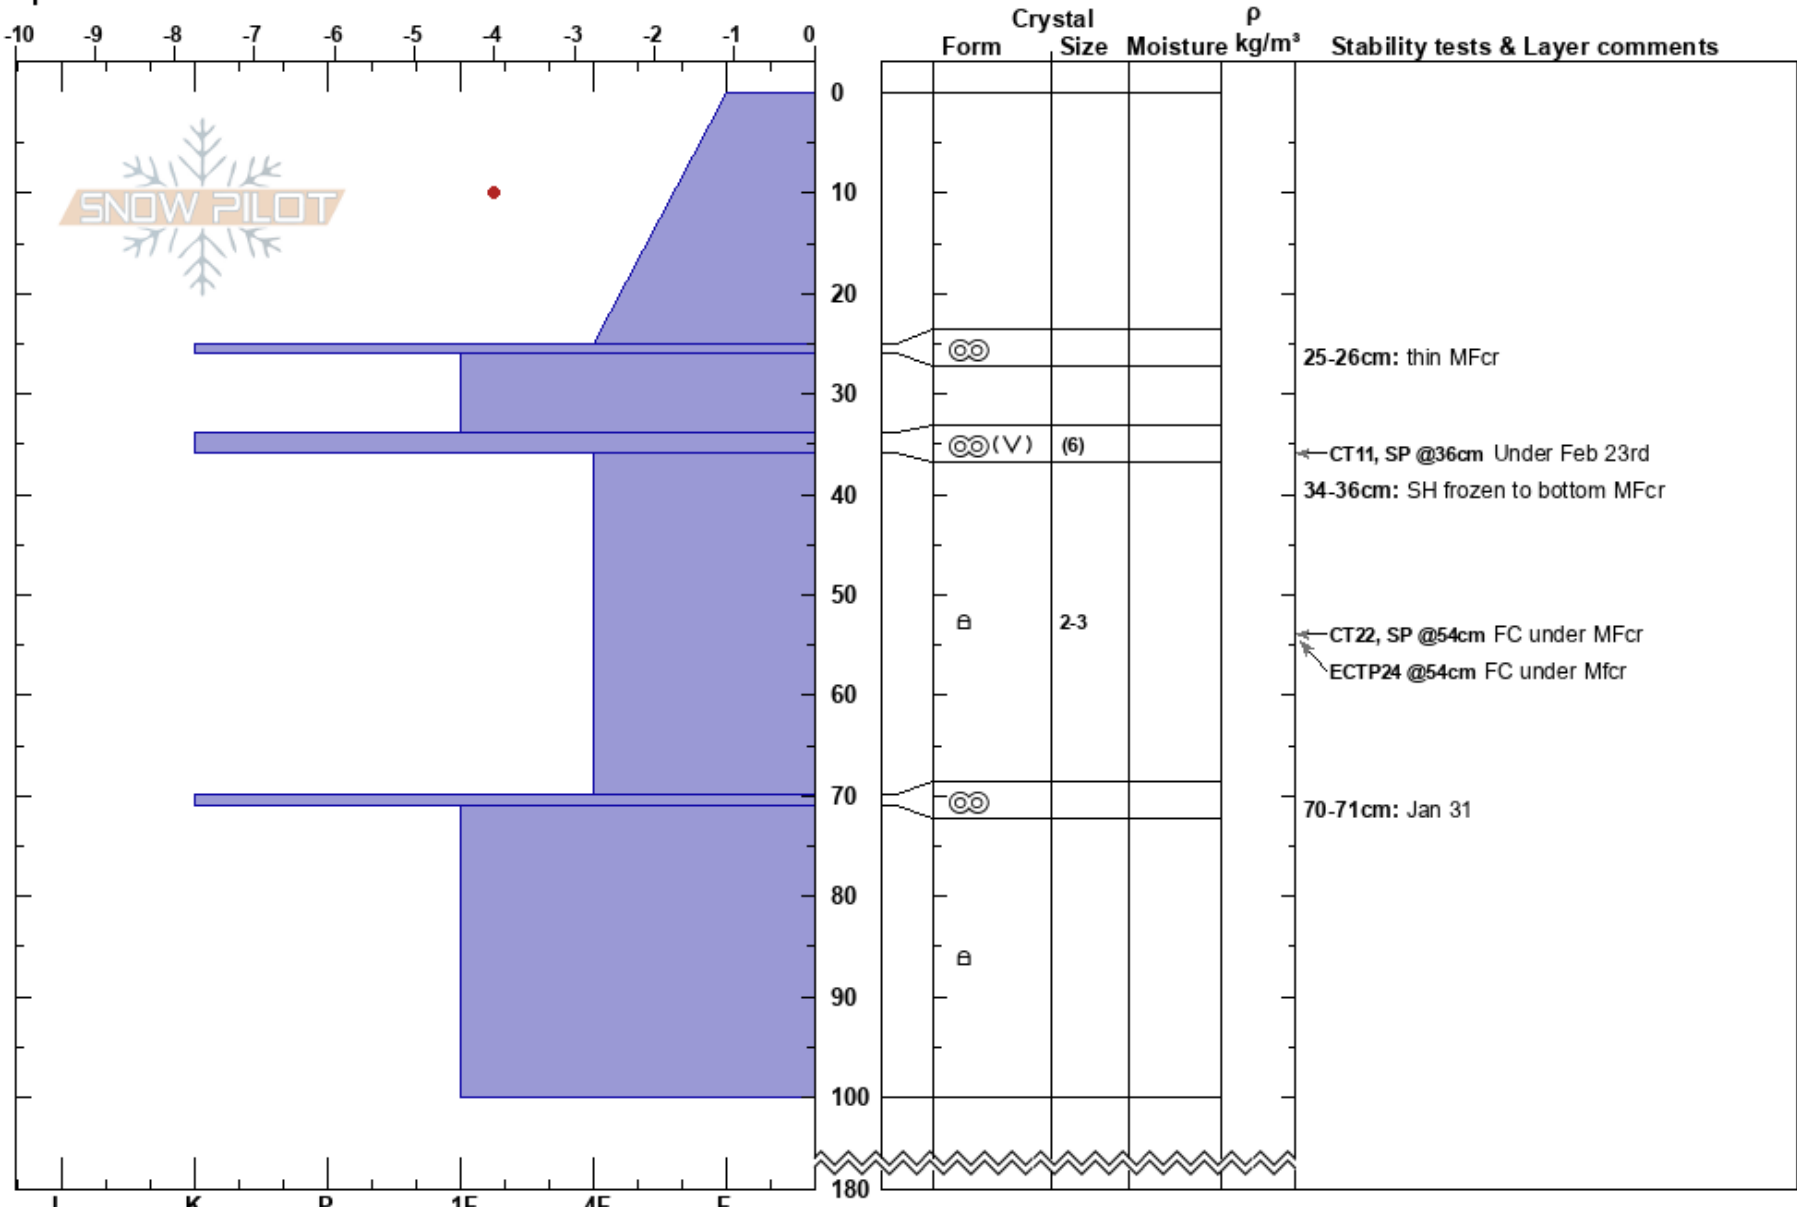 Crystal ρ
Form Size Moisture kg/m³ Stability tests & Layer comments
-10 -9 -8 -7 -6 -5 -4 -3 -2 -1 0
0
SNOW PILOT
10
20
25-26cm: thin MFcr
30
(6)
CT11, SP @36cm Under Feb 23rd
34-36cm: SH frozen to bottom MFcr
40
50
2-3
CT22, SP @54cm FC under MFcr
ECTP24 @54cm FC under Mfcr
60
70
70-71cm: Jan 31
80
90
100
180
I K P 1F 4F F